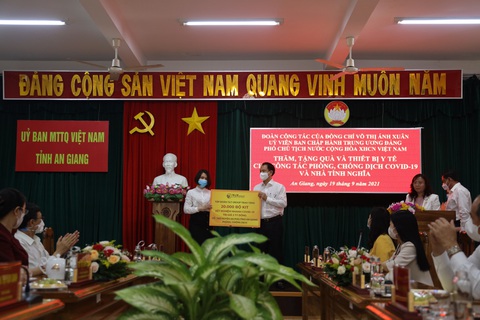 ĐẢNG CỘNG SẢN VIỆT NAM QUANG VINH MUÔN NĂM
UỶ BAN MTTQ VIỆT NAM
TỈNH AN GIANG
ĐOÀN CÔNG TÁC CỦA ĐỒNG CHÍ VÕ THỊ ÁNH XUÂN
UỶ VIÊN BAN CHẤP HÀNH TRUNG ƯƠNG ĐẢNG
PHÓ CHỦ TỊCH NƯỚC CỘNG HÒA XHCN VIỆT NAM
THĂM, TẶNG QUÀ VÀ THIẾT BỊ Y TẾ
CHO CÔNG TÁC PHÒNG, CHỐNG DỊCH COVID-19
VÀ NHÀ TÌNH NGHĨA
An Giang, ngày 19 tháng 9 năm 2021